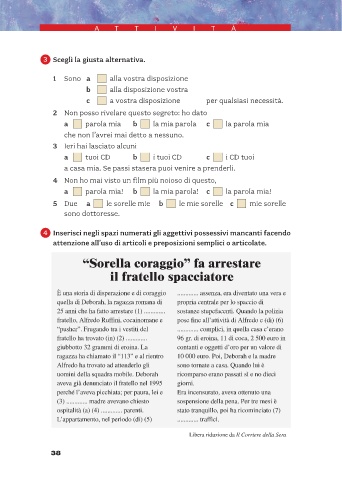 ATTIVITÀ
3 Scegli la giusta alternativa.
1 Sono a alla vostra disposizione
b alla disposizione vostra
c a vostra disposizione per qualsiasi necessità.
2 Non posso rivelare questo segreto: ho dato
a parola mia b la mia parola c la parola mia
che non l'avrei mai detto a nessuno.
3 Ieri hai lasciato alcuni
a tuoi CD b i tuoi CD c i CD tuoi
a casa mia. Se passi stasera puoi venire a prenderli.
4 Non ho mai visto un film più noioso di questo,
a parola mia! b la mia parola! c la parola mia!
5 Due a le sorelle mie b le mie sorelle c mie sorelle
sono dottoresse.
4 Inserisci negli spazi numerati gli aggettivi possessivi mancanti facendo
attenzione all'uso di articoli e preposizioni semplici o articolate.
"Sorella coraggio" fa arrestare
il fratello spacciatore
È una storia di disperazione e di coraggio
quella di Deborah, la ragazza romana di
25 anni che ha fatto arrestare (1) .............
fratello, Alfredo Ruffini, cocainomane e
"pusher". Frugando tra i vestiti del
fratello ha trovato (in) (2) .............
giubbotto 32 grammi di eroina. La
ragazza ha chiamato il "113" e al rientro
Alfredo ha trovato ad attenderlo gli
uomini della squadra mobile. Deborah
aveva già denunciato il fratello nel 1995
perché l'aveva picchiata; per paura, lei e
(3) ............. madre avevano chiesto
ospitalità (a) (4) ............. parenti.
L'appartamento, nel periodo (di) (5)
............. assenza, era diventato una vera e
propria centrale per lo spaccio di
sostanze stupefacenti. Quando la polizia
pose fine all'attività di Alfredo e (di) (6)
............. complici, in quella casa c'erano
96 gr. di eroina, 11 di coca, 2 500 euro in
contanti e oggetti d'oro per un valore di
10 000 euro. Poi, Deborah e la madre
sono tornate a casa. Quando lui è
ricomparso erano passati sì e no dieci
giorni.
Era incensurato, aveva ottenuto una
sospensione della pena. Per tre mesi è
stato tranquillo, poi ha ricominciato (7)
............. traffici.
Libera riduzione da Il Corriere della Sera
38